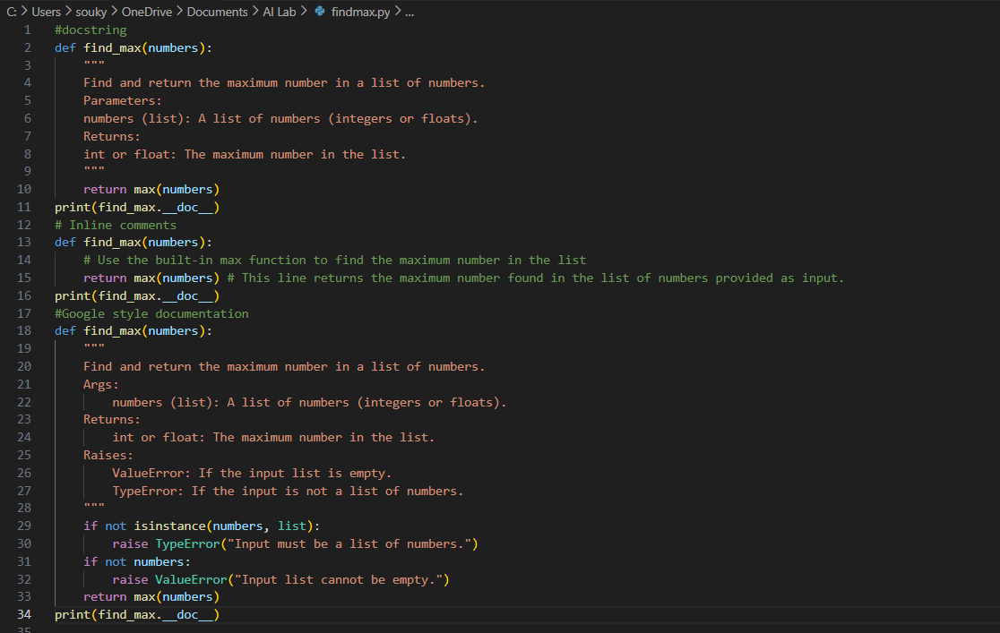 C: > Users > souky > OneDrive > Documents > AI Lab > findmax.py > ...
1 #docstring
2 def find_max(numbers):
3     """
4     Find and return the maximum number in a list of numbers.
5     Parameters:
6     numbers (list): A list of numbers (integers or floats).
7     Returns:
8     int or float: The maximum number in the list.
9     """
10     return max(numbers)
11 print(find_max.__doc__)
12 # Inline comments
13 def find_max(numbers):
14     # Use the built-in max function to find the maximum number in the list
15     return max(numbers) # This line returns the maximum number found in the list of numbers provided as input.
16 print(find_max.__doc__)
17 #Google style documentation
18 def find_max(numbers):
19     """
20     Find and return the maximum number in a list of numbers.
21     Args:
22         numbers (list): A list of numbers (integers or floats).
23     Returns:
24         int or float: The maximum number in the list.
25     Raises:
26         ValueError: If the input list is empty.
27         TypeError: If the input is not a list of numbers.
28     """
29     if not isinstance(numbers, list):
30         raise TypeError("Input must be a list of numbers.")
31     if not numbers:
32         raise ValueError("Input list cannot be empty.")
33     return max(numbers)
34 print(find_max.__doc__)
35